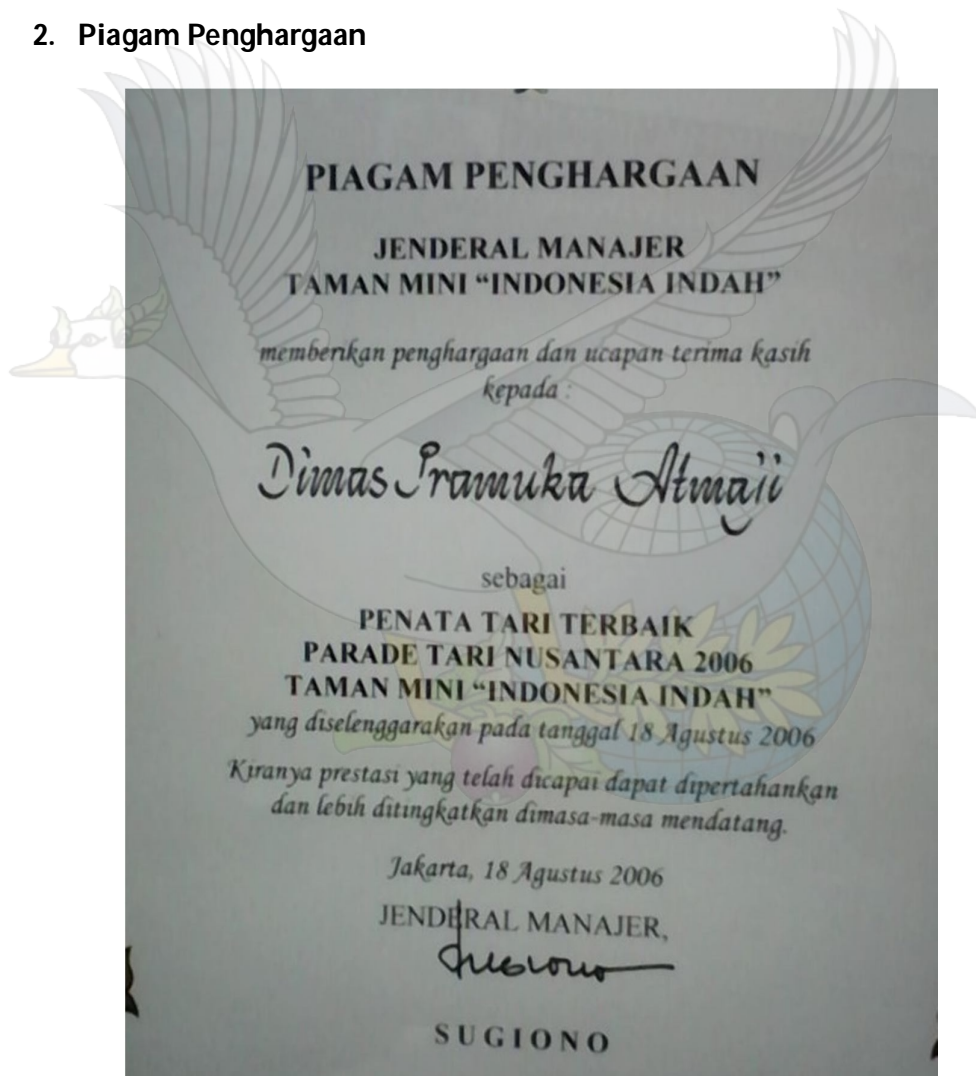 2. Piagam Penghargaan
PIAGAM PENGHARGAAN
JENDERAL MANAJER
TAMAN MINI “INDONESIA INDAH”
memberikan penghargaan dan ucapan terima kasih
kepada :
Dimas Pramuka Atmaji
sebagai
PENATA TARI TERBAIK
PARADE TARI NUSANTARA 2006
TAMAN MINI “INDONESIA INDAH”
yang diselenggarakan pada tanggal 18 Agustus 2006
Kiranya prestasi yang telah dicapai dapat dipertahankan
dan lebih ditingkatkan dimasa-masa mendatang.
Jakarta, 18 Agustus 2006
JENDERAL MANAJER,
Sugiono
SUGIONO